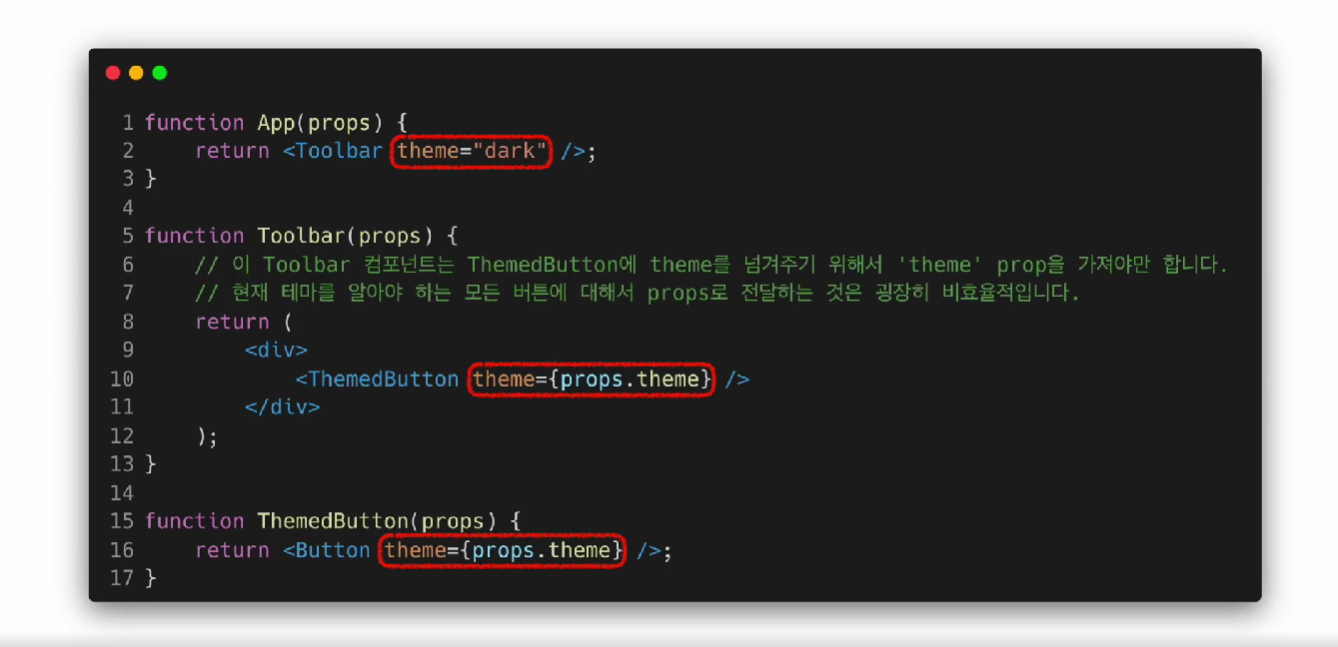 1 function App(props) {
2     return <Toolbar theme="dark" />;
3 }
4
5 function Toolbar(props) {
6     // 이 Toolbar 컴포넌트는 ThemedButton에 theme를 넘겨주기 위해서 'theme' prop을 가져야만 합니다.
7     // 현재 테마를 알아야 하는 모든 버튼에 대해서 props로 전달하는 것은 굉장히 비효율적입니다.
8     return (
9         <div>
10             <ThemedButton theme={props.theme} />
11         </div>
12     );
13 }
14
15 function ThemedButton(props) {
16     return <Button theme={props.theme} />;
17 }